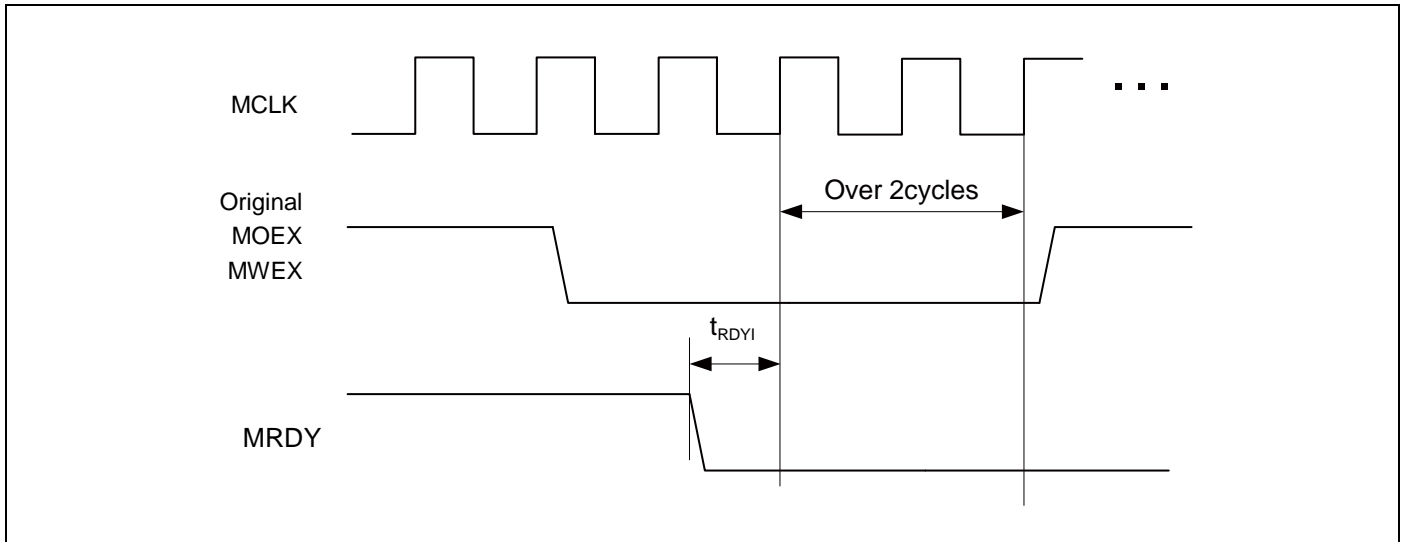 MCLK
. . .
Over 2cycles
Original
MOEX
MWEX
tRDYI
MRDY